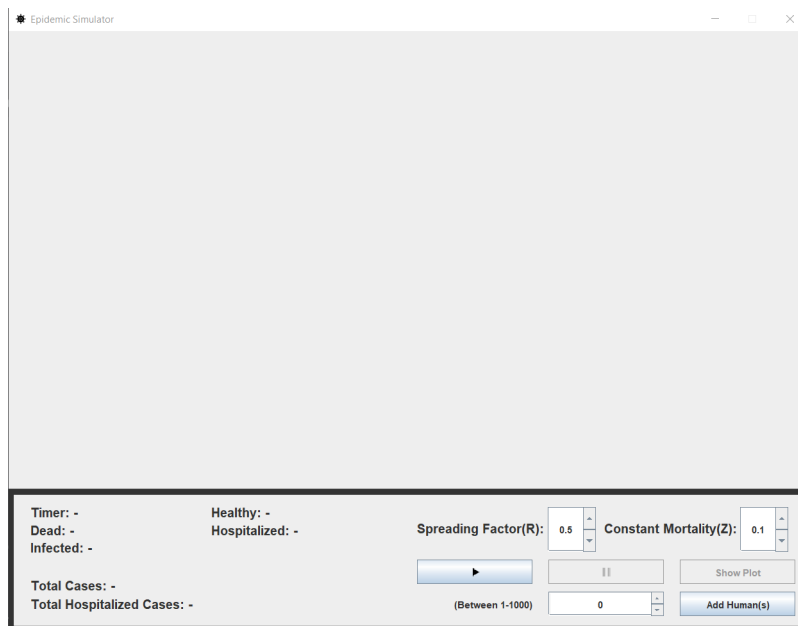 Epidemic Simulator
Timer: -
Healthy: -
Dead: -
Hospitalized: -
Infected: -
Total Cases: -
Total Hospitalized Cases: -
Spreading Factor(R): 0.5
Constant Mortality(Z): 0.1
Show Plot
(Between 1-1000) 0
Add Human(s)